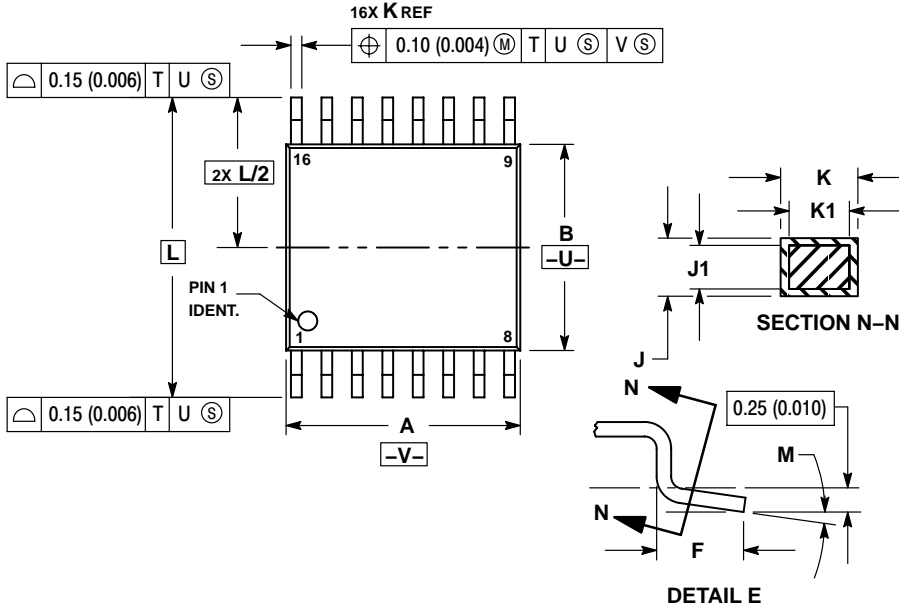 16X K REF
⌖ 0.10 (0.004) Ⓜ T U Ⓢ V Ⓢ
⌓ 0.15 (0.006) T U Ⓢ
2X L/2
16 9
L
B
–U–
PIN 1
IDENT.
1 8
⌓ 0.15 (0.006) T U Ⓢ
A
–V–
K
K1
J1
SECTION N–N
J
N
0.25 (0.010)
M
N
F
DETAIL E